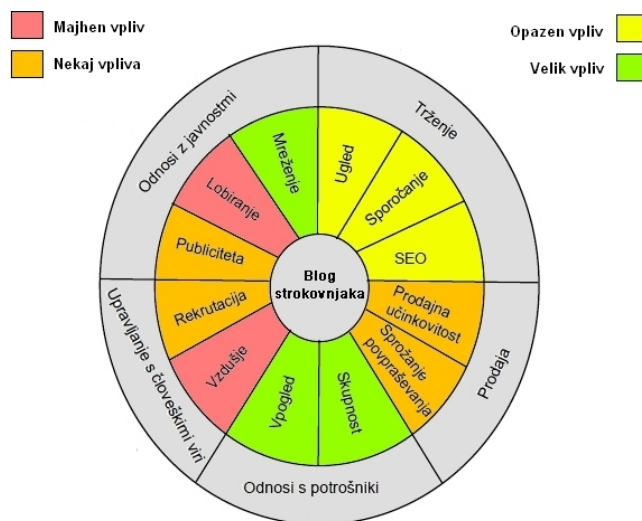 Majhen vpliv
Nekaj vpliva
Opazen vpliv
Velik vpliv
Odnosi z javnostmi
Trženje
Prodaja
Odnosi s potrošniki
Upravljanje s
človeškimi viri
Mreženje
Ugled
Sporočanje
SEO
Prodajna
učinkovitost
Sprožanje
povpraševanja
Skupnost
Vpogled
Vzdušje
Rekrutacija
Publiciteta
Lobiranje
Blog
strokovnjaka